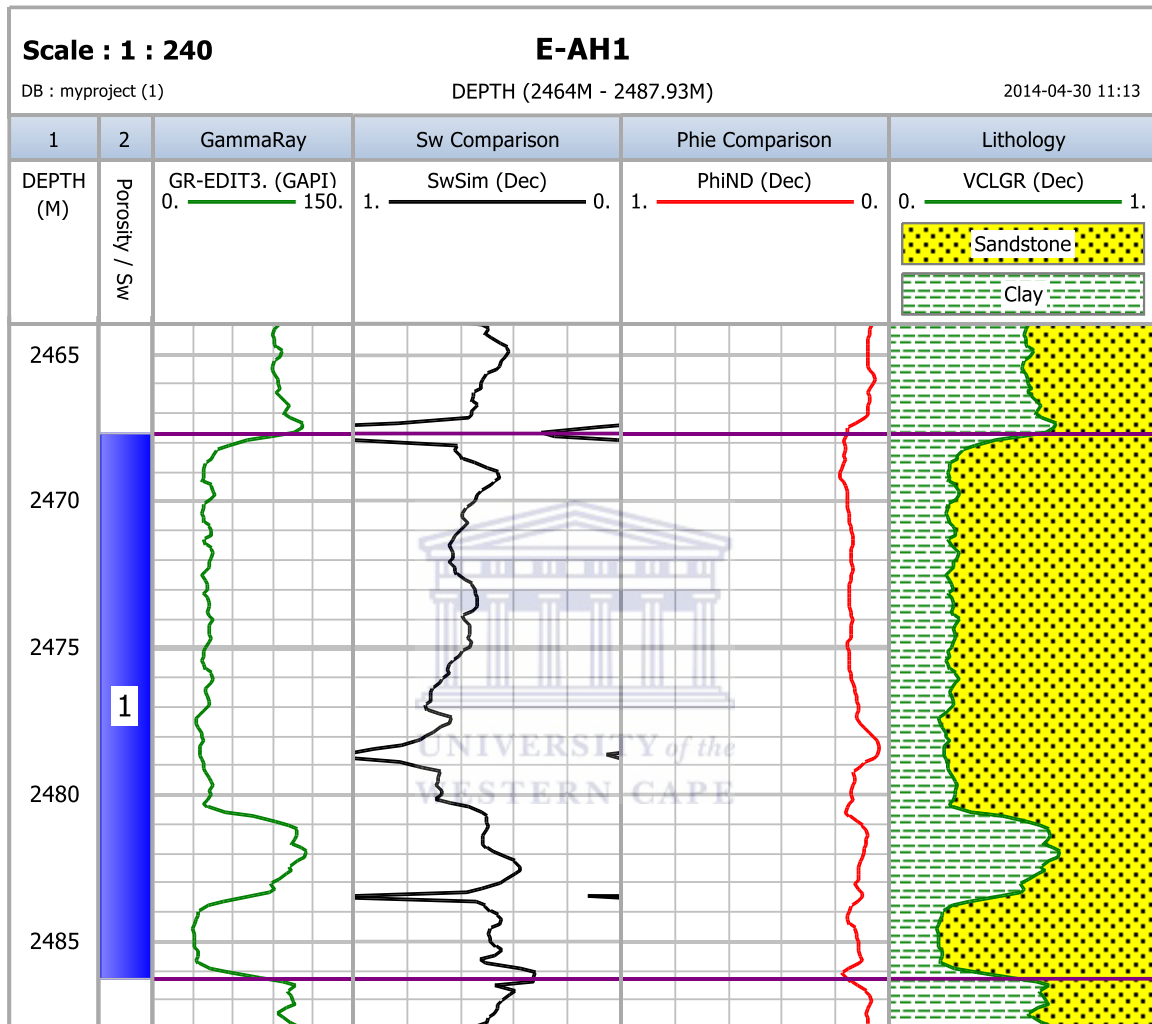 Scale : 1 : 240
E-AH1
DB : myproject (1)
DEPTH (2464M - 2487.93M)
2014-04-30 11:13
1
2
GammaRay
Sw Comparison
Phie Comparison
Lithology
DEPTH
(M)
Porosity / Sw
GR-EDIT3. (GAPI)
0. 150.
SwSim (Dec)
1. 0.
PhiND (Dec)
1. 0.
VCLGR (Dec)
0. 1.
Sandstone
Clay
2465
2470
2475
1
UNIVERSITY of the
WESTERN CAPE
2480
2485